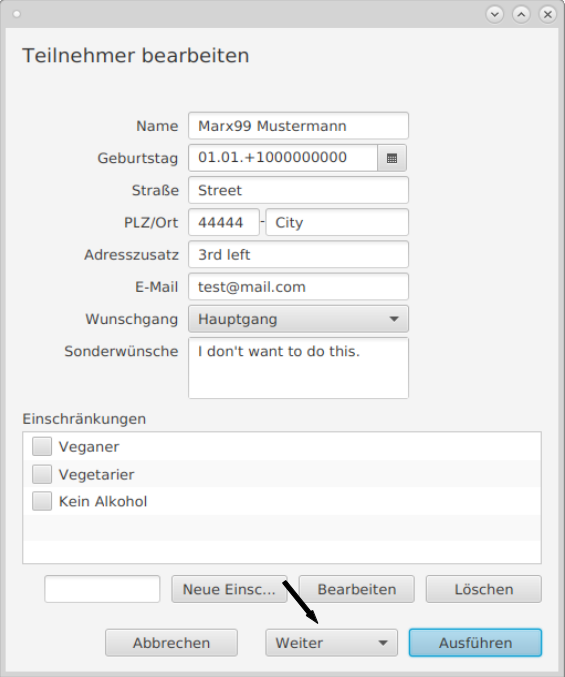 Teilnehmer bearbeiten
Name Marx99 Mustermann
Geburtstag 01.01.+1000000000
Straße Street
PLZ/Ort 44444 - City
Adresszusatz 3rd left
E-Mail test@mail.com
Wunschgang Hauptgang
Sonderwünsche I don't want to do this.
Einschränkungen
Veganer
Vegetarier
Kein Alkohol
Neue Einsc... Bearbeiten Löschen
Abbrechen Weiter Ausführen